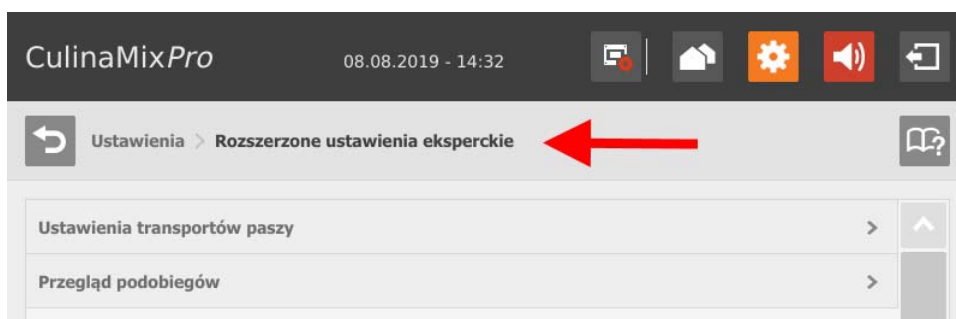 CulinaMixPro 08.08.2019 - 14:32
Ustawienia > Rozszerzone ustawienia eksperckie
Ustawienia transportów paszy
Przegląd podobiegów